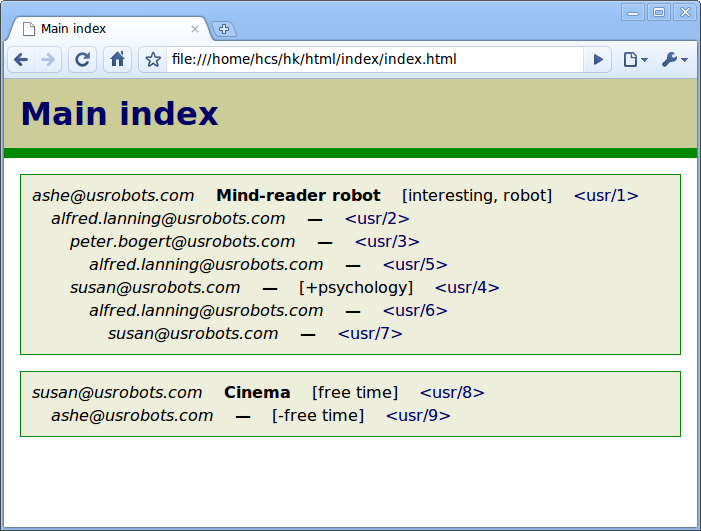 Main index
file:///home/hcs/hk/html/index/index.html
Main index
ashe@usrobots.com Mind-reader robot [interesting, robot] <usr/1>
alfred.lanning@usrobots.com — <usr/2>
peter.bogert@usrobots.com — <usr/3>
alfred.lanning@usrobots.com — <usr/5>
susan@usrobots.com — [+psychology] <usr/4>
alfred.lanning@usrobots.com — <usr/6>
susan@usrobots.com — <usr/7>
susan@usrobots.com Cinema [free time] <usr/8>
ashe@usrobots.com — [-free time] <usr/9>